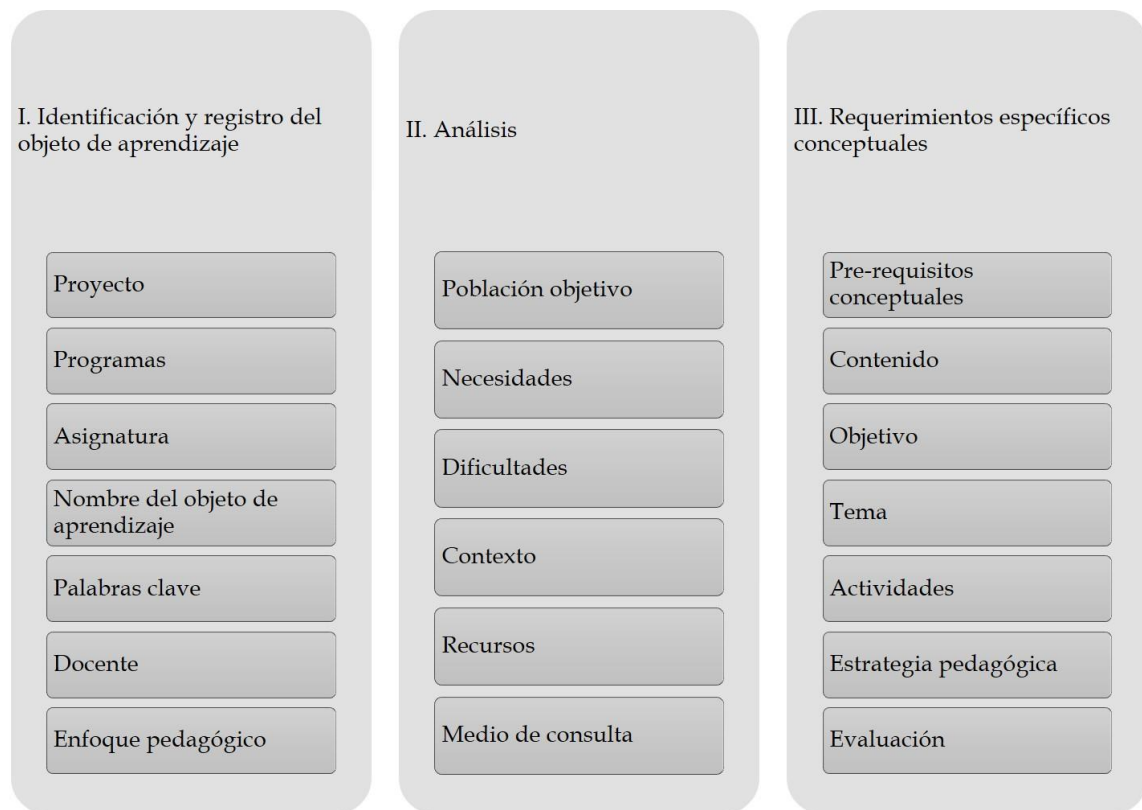 I. Identificación y registro del
objeto de aprendizaje
Proyecto
Programas
Asignatura
Nombre del objeto de
aprendizaje
Palabras clave
Docente
Enfoque pedagógico
II. Análisis
Población objetivo
Necesidades
Dificultades
Contexto
Recursos
Medio de consulta
III. Requerimientos específicos
conceptuales
Pre-requisitos
conceptuales
Contenido
Objetivo
Tema
Actividades
Estrategia pedagógica
Evaluación